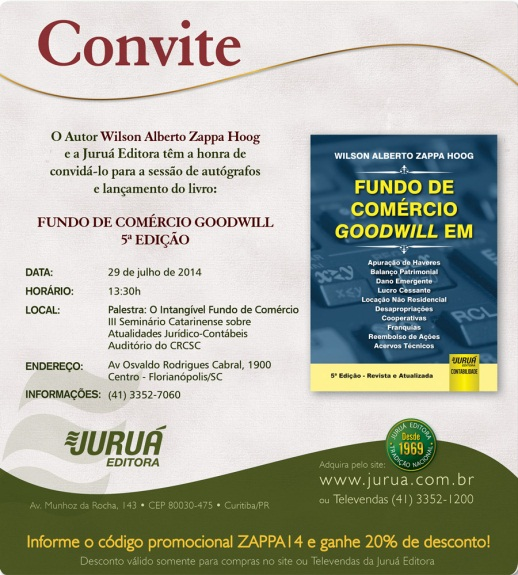 Convite
O Autor Wilson Alberto Zappa Hoog
e a Juruá Editora têm a honra de
convidá-lo para a sessão de autógrafos
e lançamento do livro:
FUNDO DE COMÉRCIO GOODWILL
5ª EDIÇÃO
DATA: 29 de julho de 2014
HORÁRIO: 13:30h
LOCAL: Palestra: O Intangível Fundo de Comércio
III Seminário Catarinense sobre
Atualidades Jurídico-Contábeis
Auditório do CRCSC
ENDEREÇO: Av Osvaldo Rodrigues Cabral, 1900
Centro - Florianópolis/SC
INFORMAÇÕES: (41) 3352-7060
WILSON ALBERTO ZAPPA HOOG
FUNDO DE
COMÉRCIO
GOODWILL EM
Apuração de Haveres
Balanço Patrimonial
Dano Emergente
Lucro Cessante
Locação Não Residencial
Desapropriações
Cooperativas
Franquias
Reembolso de Ações
Acervos Técnicos
5ª Edição - Revista e Atualizada
JURUÁ
EDITORA
CONTABILIDADE
JURUÁ
EDITORA
Av. Munhoz da Rocha, 143 • CEP 80030-475 • Curitiba/PR
JURUÁ EDITORA
Desde
1969
TRADIÇÃO NACIONAL
Adquira pelo site:
www.jurua.com.br
ou Televendas (41) 3352-1200
Informe o código promocional ZAPPA14 e ganhe 20% de desconto!
Desconto válido somente para compras no site ou Televendas da Juruá Editora